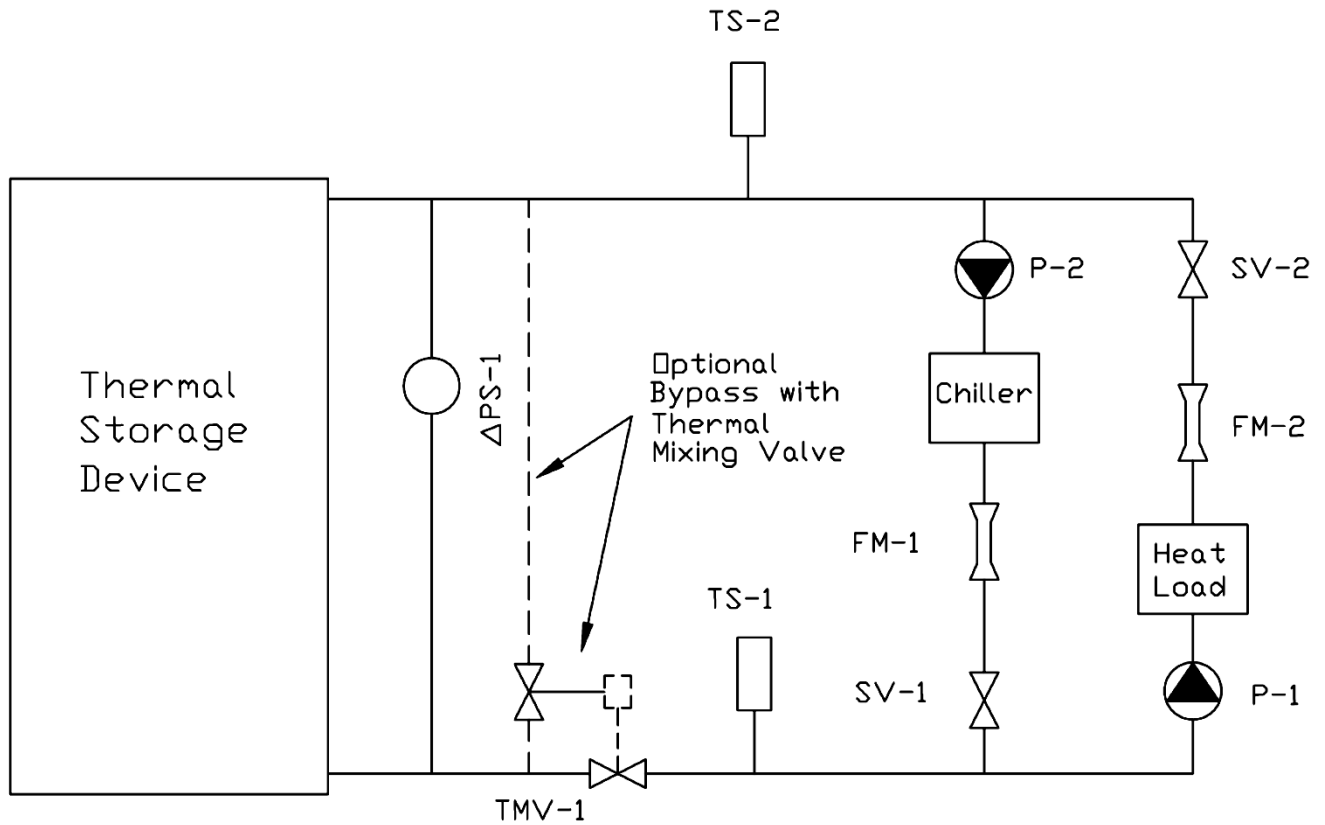 TS-2
P-2
SV-2
Thermal
Storage
Device
ΔPS-1
Optional
Bypass with
Thermal
Mixing Valve
Chiller
FM-2
FM-1
Heat
Load
TS-1
SV-1
P-1
TMV-1